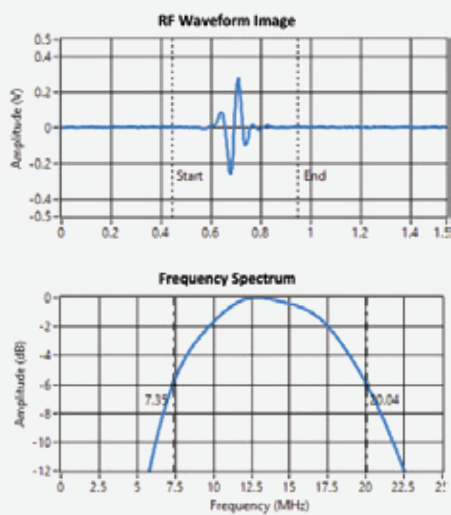 RF Waveform Image
0.5
0.4
0.2
0
-0.2
-0.4
-0.5
Amplitude (V)
Start
End
0 0.2 0.4 0.6 0.8 1 1.2 1.4 1.5
Frequency Spectrum
0
-2
-4
-6
-8
-10
-12
Amplitude (dB)
7.35
20.04
0 2.5 5 7.5 10 12.5 15 17.5 20 22.5
Frequency (MHz)